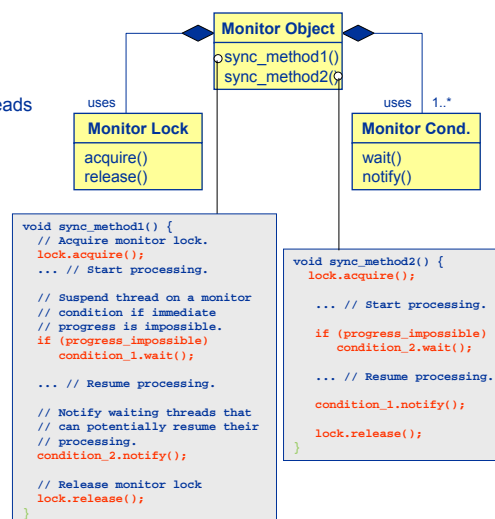 Monitor Object
sync_method1()
sync_method2()
uses
uses 1..*
Monitor Lock
acquire()
release()
Monitor Cond.
wait()
notify()
void sync_method1() {
// Acquire monitor lock.
lock.acquire();
... // Start processing.
// Suspend thread on a monitor
// condition if immediate
// progress is impossible.
if (progress_impossible)
condition_1.wait();
... // Resume processing.
// Notify waiting threads that
// can potentially resume their
// processing.
condition_2.notify();
// Release monitor lock
lock.release();
}
void sync_method2() {
lock.acquire();
... // Start processing.
if (progress_impossible)
condition_2.wait();
... // Resume processing.
condition_1.notify();
lock.release();
}